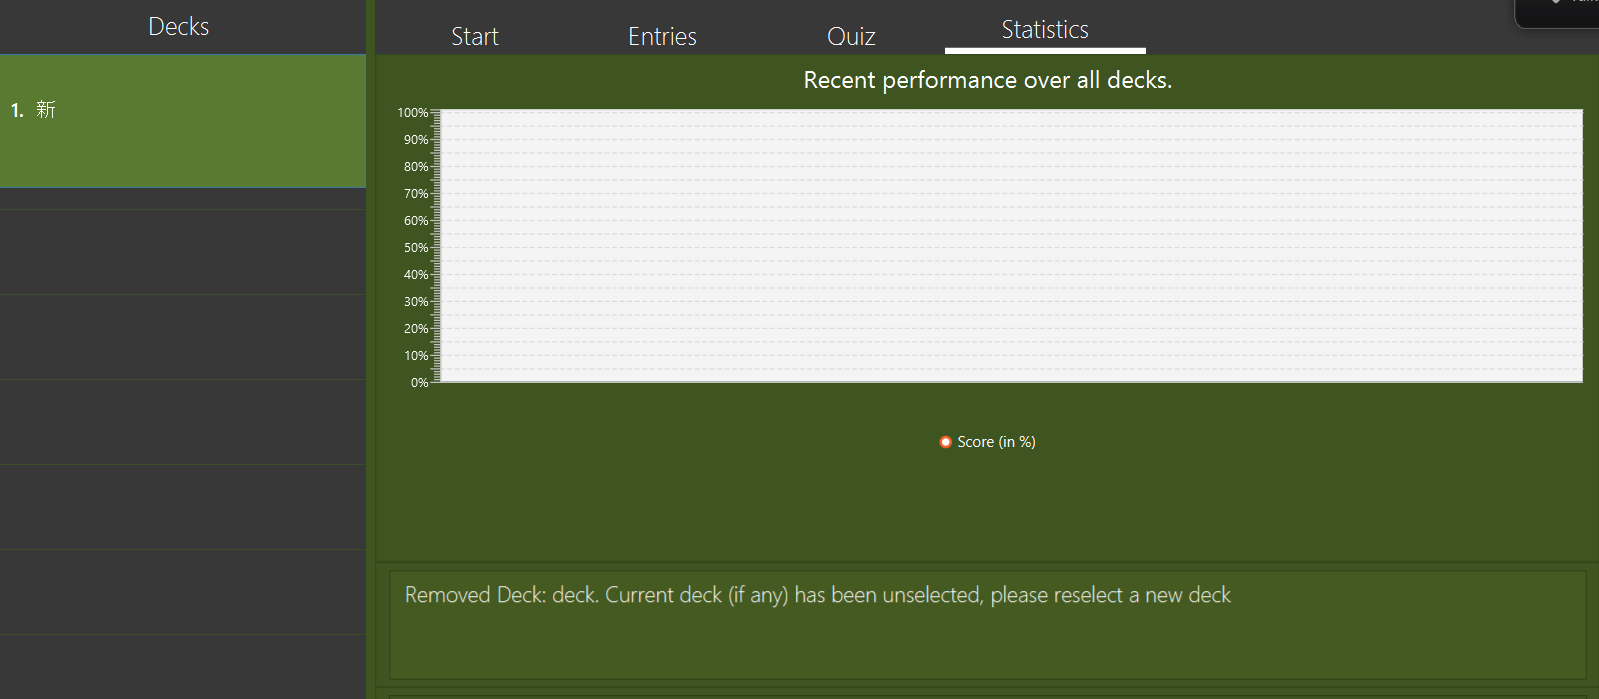 Decks
Start
Entries
Quiz
Statistics
1. 新
Recent performance over all decks.
100%
90%
80%
70%
60%
50%
40%
30%
20%
10%
0%
Score (in %)
Removed Deck: deck. Current deck (if any) has been unselected, please reselect a new deck